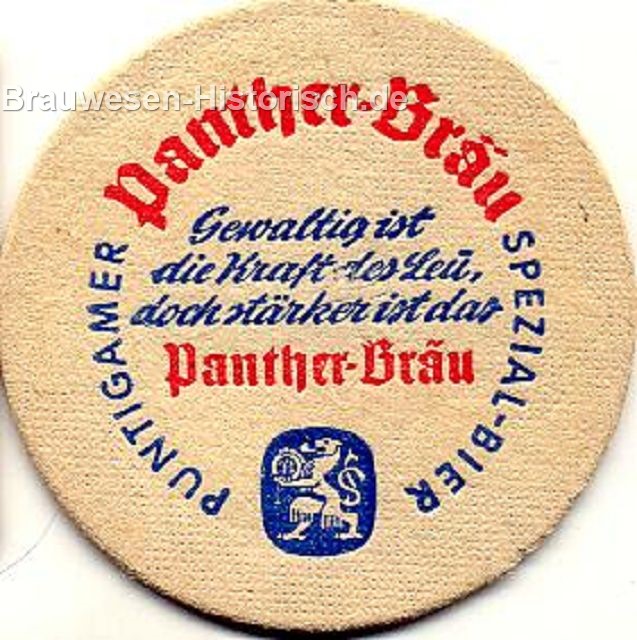 Brauwesen-Historisch.de
Panther-Bräu
Gewaltig ist
die Kraft des Leū,
doch stärker ist das
Panther-Bräu
PUNTIGAMER
SPEZIAL-BIER